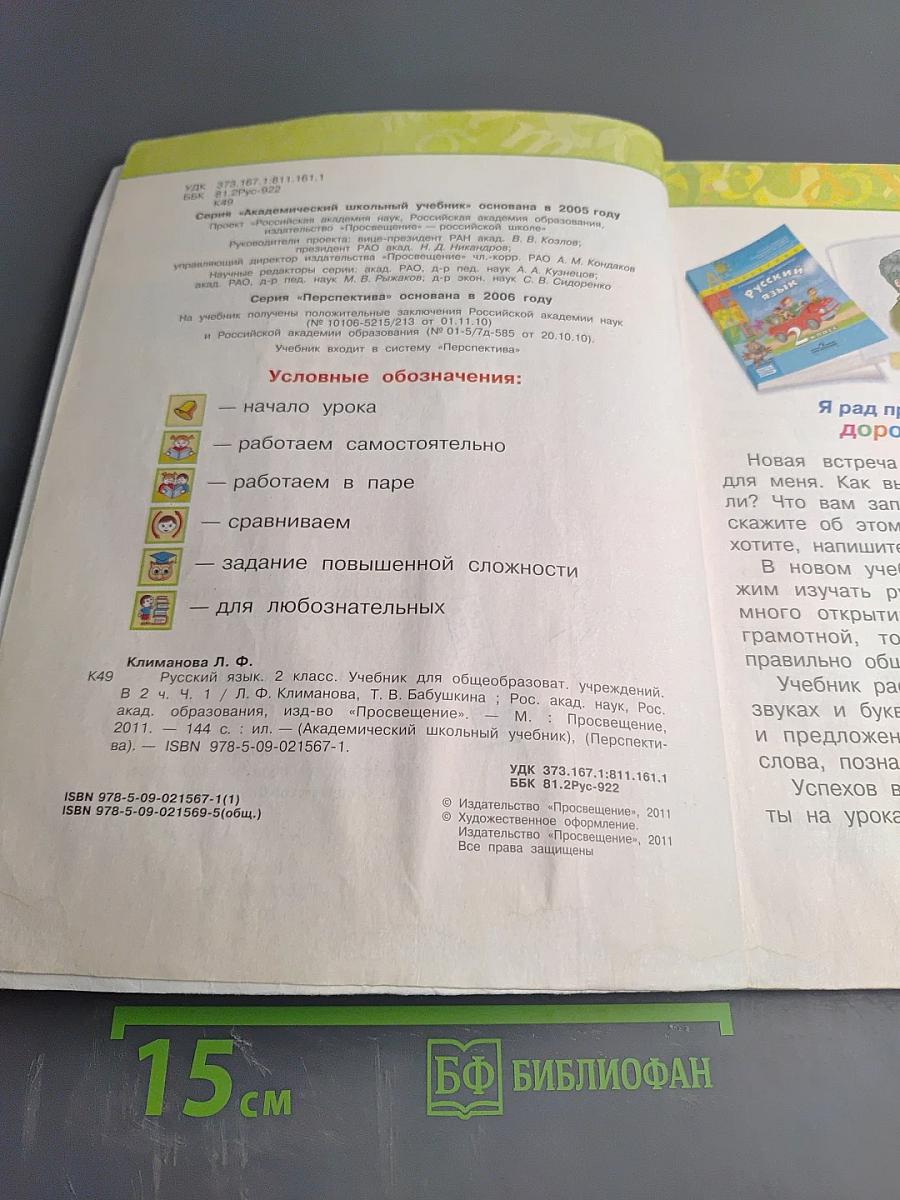 УДК 373.167.1:811.161.1
ББК 81.2Рус-922
К49
Серия «Академический школьный учебник» основана в 2005 году
Проект «Российская академия наук, Российская академия образования,
издательство «Просвещение» — российской школе»
Руководители проекта: вице-президент РАН акад. В. В. Козлов;
президент РАО акад. Н. Д. Никандров;
управляющий директор издательства «Просвещение» чл.-корр. РАО А. М. Кондаков
Научные редакторы серии: акад. РАО, д-р пед. наук А. А. Кузнецов;
акад. РАО, д-р пед. наук М. В. Рыжаков; д-р экон. наук С. В. Сидоренко
Серия «Перспектива» основана в 2006 году
На учебник получены положительные заключения Российской академии наук
(№ 10106-5215/213 от 01.11.10)
и Российской академии образования (№ 01-5/7д-585 от 20.10.10).
Учебник входит в систему «Перспектива»
Условные обозначения:
— начало урока
— работаем самостоятельно
— работаем в паре
— сравниваем
— задание повышенной сложности
— для любознательных
Климанова Л. Ф.
К49 Русский язык. 2 класс. Учебник для общеобразоват. учреждений.
В 2 ч. Ч. 1 / Л. Ф. Климанова, Т. В. Бабушкина ; Рос. акад. наук, Рос.
акад. образования, изд-во «Просвещение». — М. : Просвещение,
2011. — 144 с. : ил. — (Академический школьный учебник), (Перспекти-
ва). — ISBN 978-5-09-021567-1.
УДК 373.167.1:811.161.1
ББК 81.2Рус-922
ISBN 978-5-09-021567-1(1)
ISBN 978-5-09-021569-5(общ.)
© Издательство «Просвещение», 2011
© Художественное оформление.
Издательство «Просвещение», 2011
Все права защищены
Русский
язык
2 класс
Я рад пр
доро
Новая встреча
для меня. Как вы
ли? Что вам зап
скажите об этом
хотите, напишите
В новом учеб
жим изучать ру
много открыти
грамотной, то
правильно общ
Учебник рас
звуках и букв
и предложен
слова, позна
Успехов в
ты на урока
15 см
БФ БИБЛИОФАН